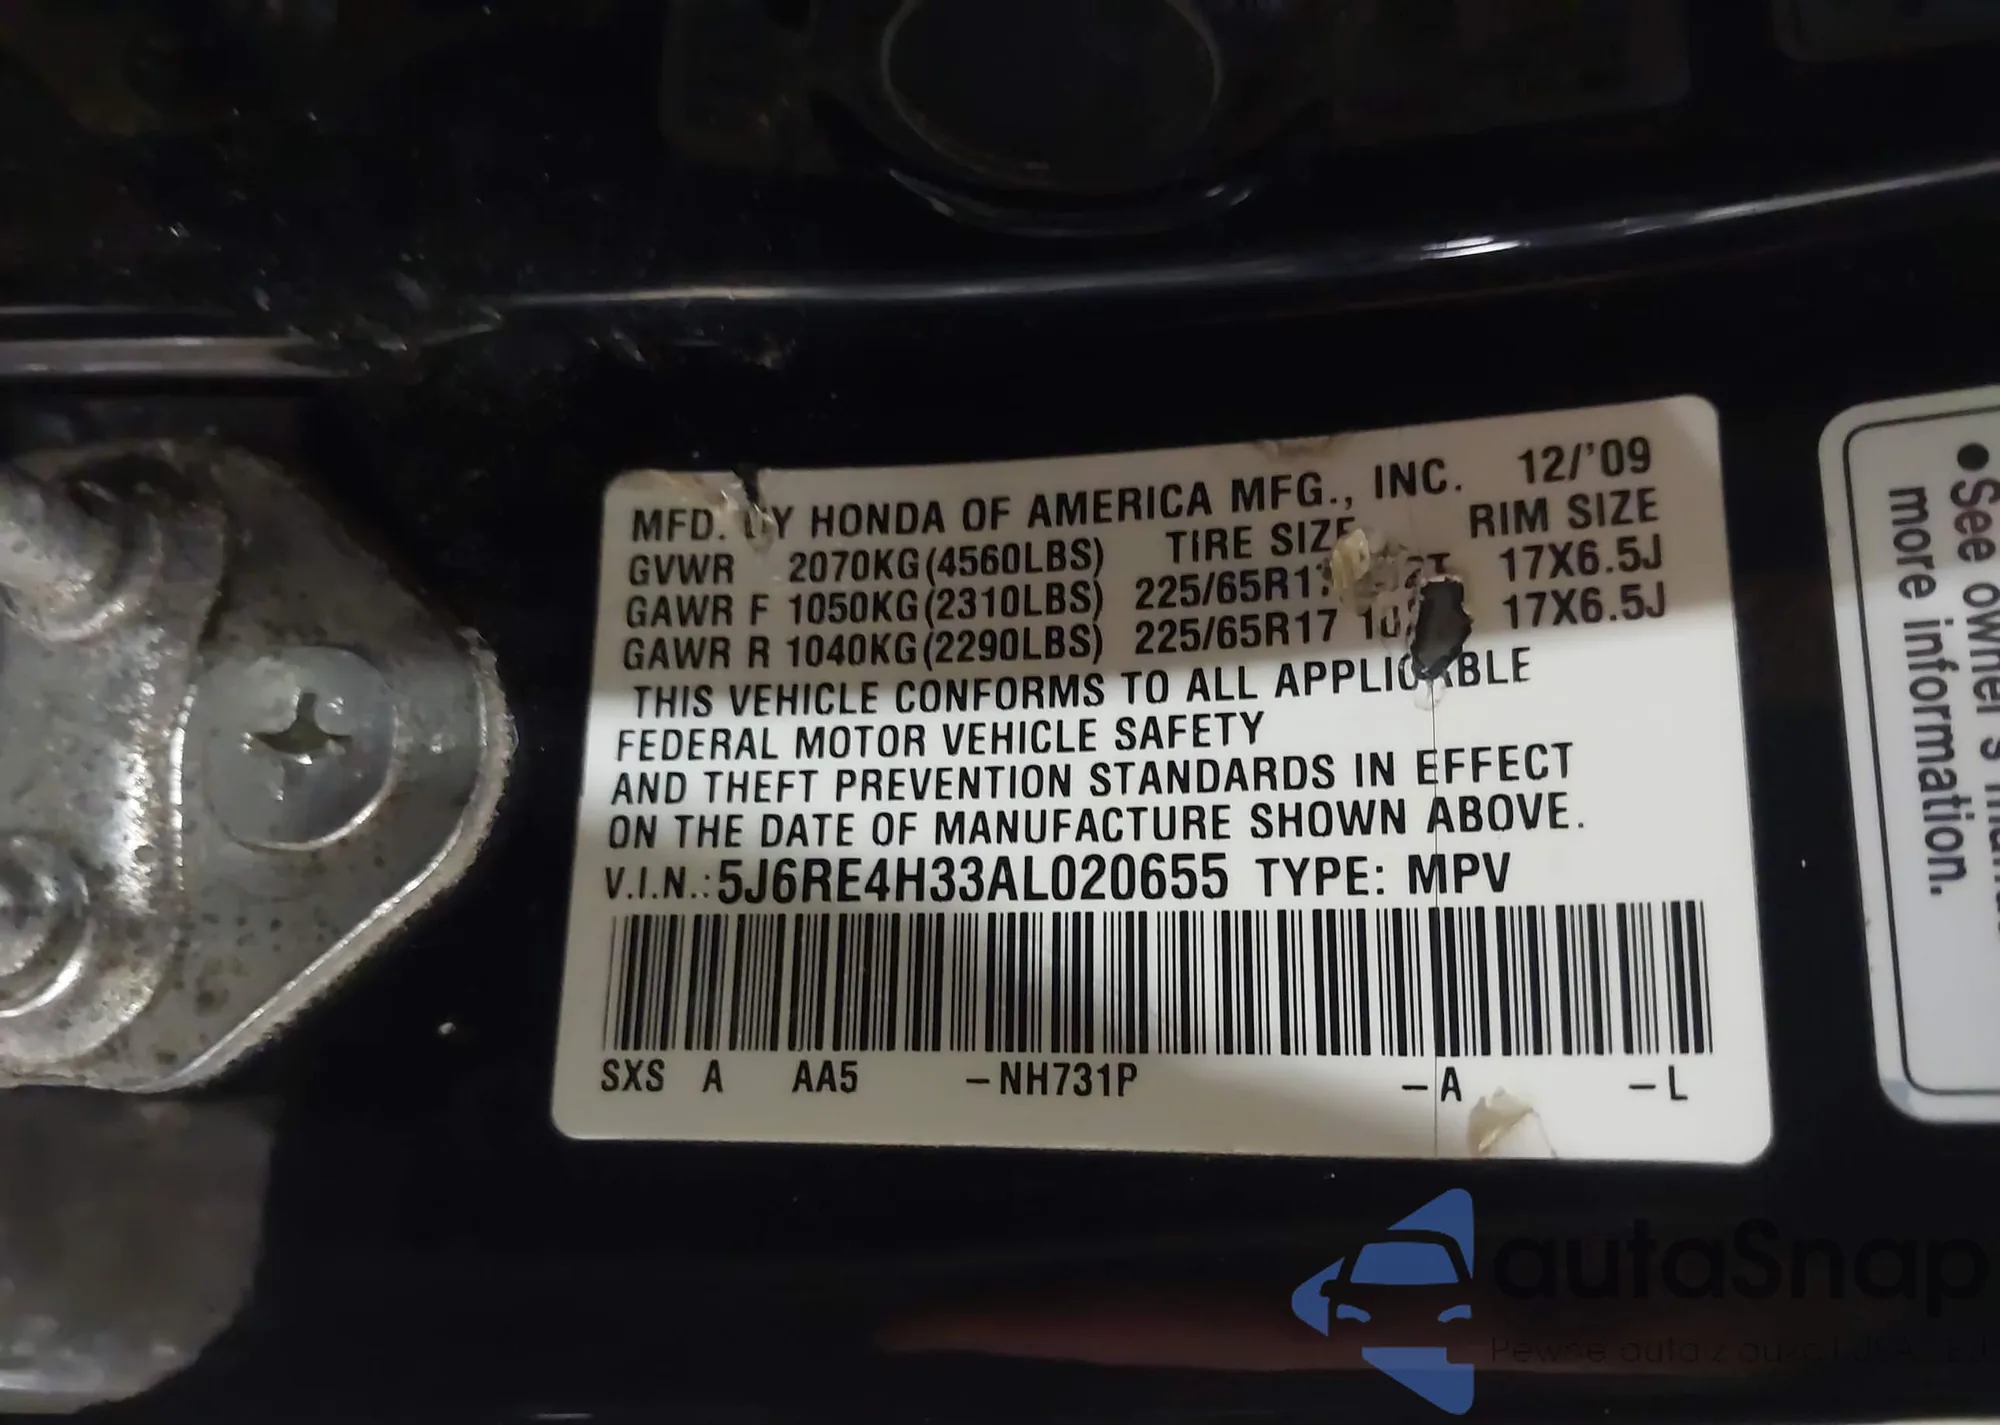 MFD. BY HONDA OF AMERICA MFG., INC. 12/'09
GVWR 2070KG(4560LBS) TIRE SIZE RIM SIZE
GAWR F 1050KG(2310LBS) 17X6.5J
GAWR R 1040KG(2290LBS) 225/65R17 17X6.5J
THIS VEHICLE CONFORMS TO ALL APPLICABLE
FEDERAL MOTOR VEHICLE SAFETY
AND THEFT PREVENTION STANDARDS IN EFFECT
ON THE DATE OF MANUFACTURE SHOWN ABOVE.
V.I.N.: 5J6RE4H33AL020655 TYPE: MPV
SXS A AA5 -NH731P -A -L
•See owner's
more information.
autaSnap
Pewne auta z